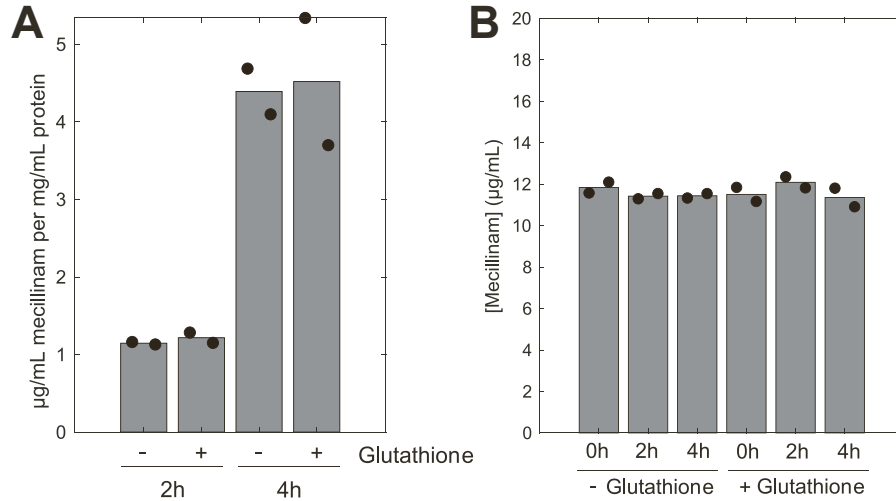 A
µg/mL mecillinam per mg/mL protein
5
4
3
2
1
0
- + - + Glutathione
2h 4h
B
[Mecillinam] (µg/mL)
20
18
16
14
12
10
8
6
4
2
0
0h 2h 4h 0h 2h 4h
- Glutathione + Glutathione